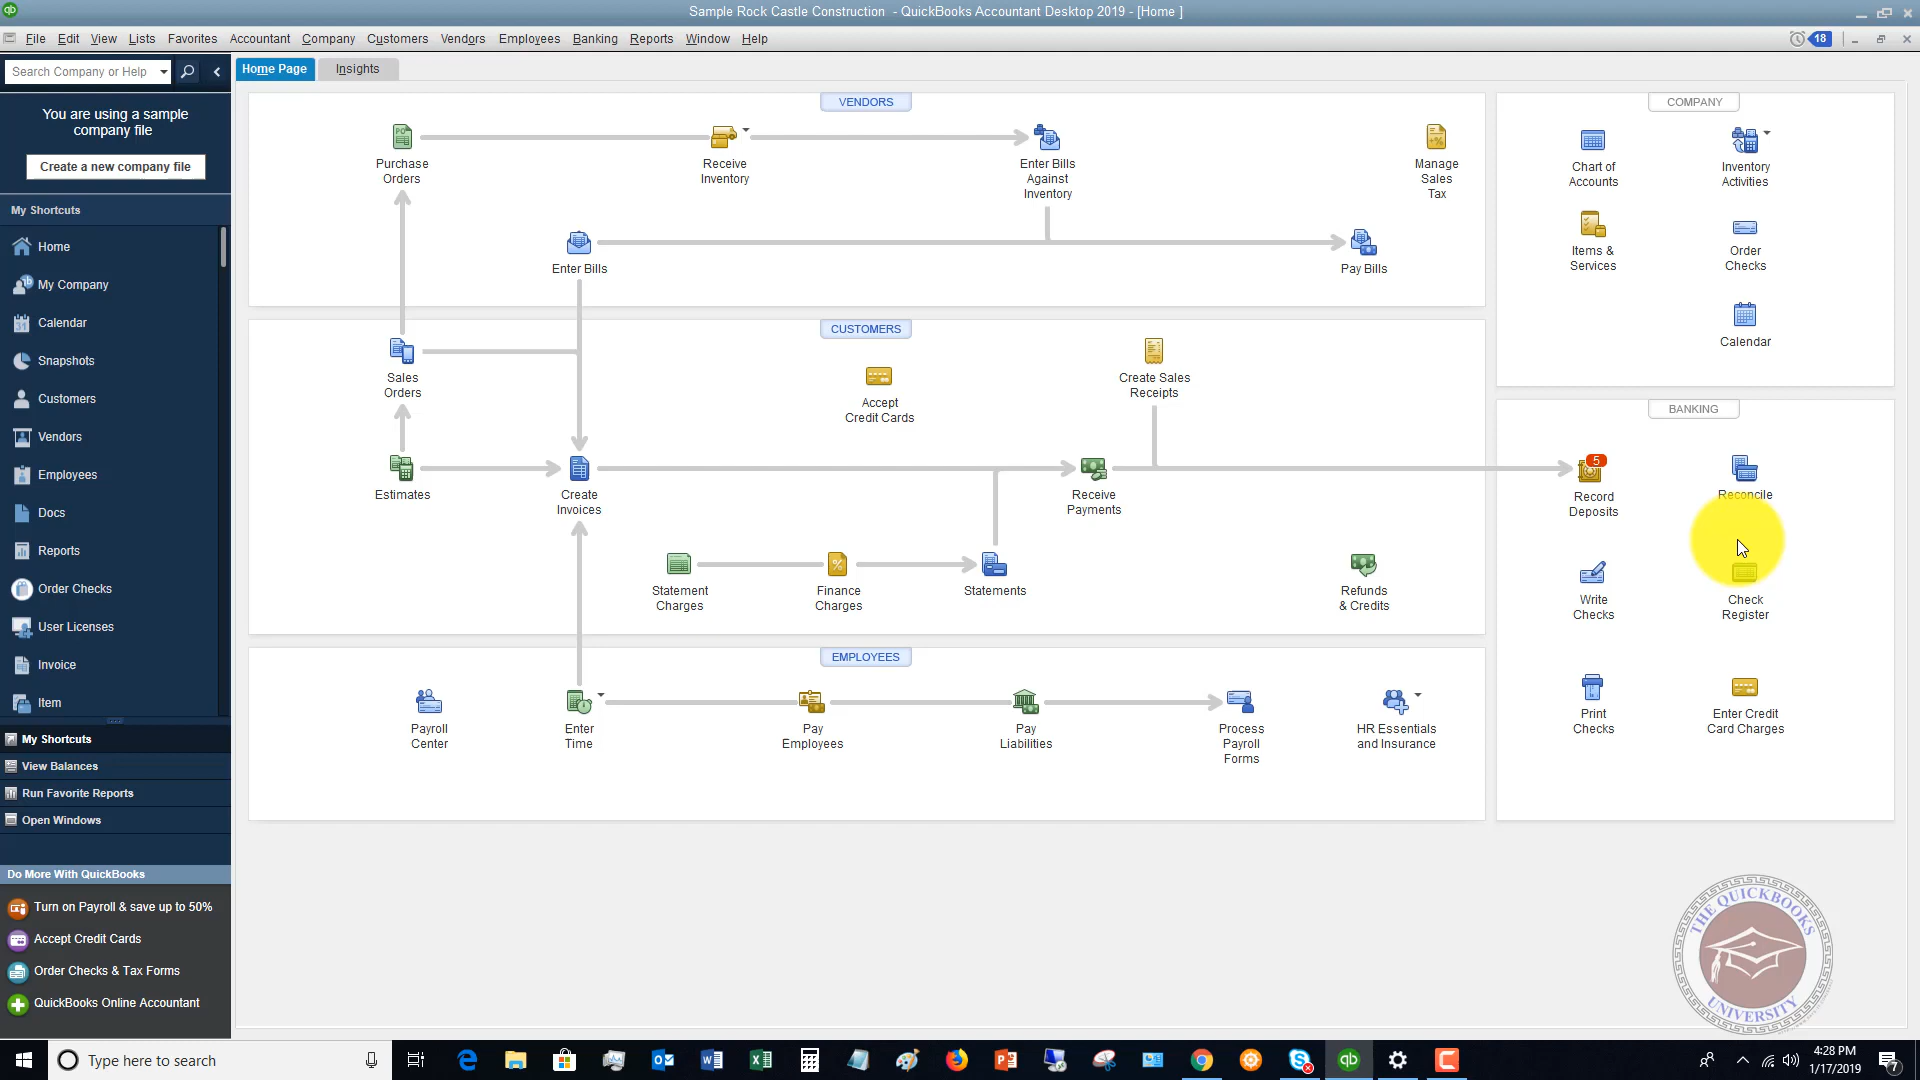 Sample Rock Castle Construction - QuickBooks Accountant Desktop 2019 - [Home ]
File Edit View Lists Favorites Accountant Company Customers Vendors Employees Banking Reports Window Help
18
Search Company or Help
Home Page
Insights
You are using a sample
company file
Create a new company file
My Shortcuts
Home
My Company
Calendar
Snapshots
Customers
Vendors
Employees
Docs
Reports
Order Checks
User Licenses
Invoice
Item
My Shortcuts
View Balances
Run Favorite Reports
Open Windows
Do More With QuickBooks
Turn on Payroll & save up to 50%
Accept Credit Cards
Order Checks & Tax Forms
QuickBooks Online Accountant
VENDORS
Purchase
Orders
Receive
Inventory
Enter Bills
Against
Inventory
Manage
Sales
Tax
Enter Bills
Pay Bills
CUSTOMERS
Sales
Orders
Accept
Credit Cards
Create Sales
Receipts
Estimates
Create
Invoices
Receive
Payments
Statement
Charges
Finance
Charges
Statements
Refunds
& Credits
EMPLOYEES
Payroll
Center
Enter
Time
Pay
Employees
Pay
Liabilities
Process
Payroll
Forms
HR Essentials
and Insurance
COMPANY
Chart of
Accounts
Inventory
Activities
Items &
Services
Order
Checks
Calendar
BANKING
5
Record
Deposits
Reconcile
Write
Checks
Check
Register
Print
Checks
Enter Credit
Card Charges
THE QUICKBOOKS
UNIVERSITY
Type here to search
4:28 PM
1/17/2019
7